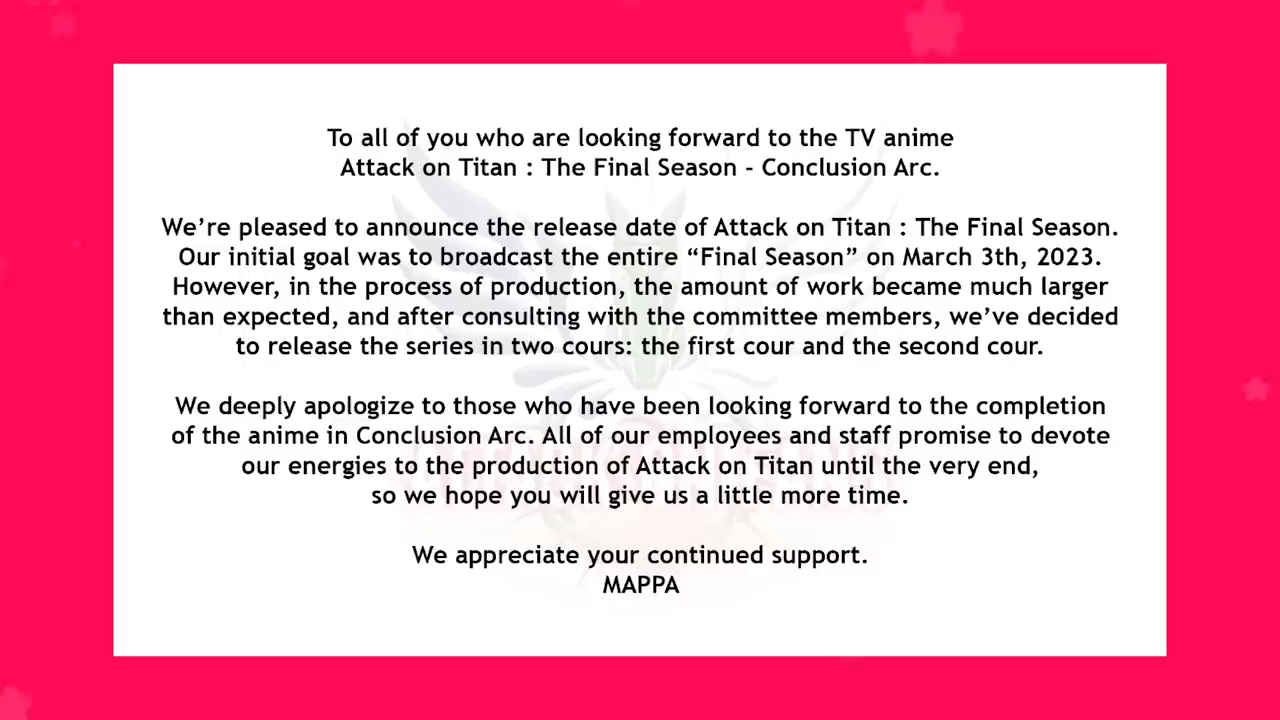 To all of you who are looking forward to the TV anime
Attack on Titan : The Final Season – Conclusion Arc.
We’re pleased to announce the release date of Attack on Titan : The Final Season.
Our initial goal was to broadcast the entire “Final Season” on March 3th, 2023.
However, in the process of production, the amount of work became much larger
than expected, and after consulting with the committee members, we’ve decided
to release the series in two cours: the first cour and the second cour.
We deeply apologize to those who have been looking forward to the completion
of the anime in Conclusion Arc. All of our employees and staff promise to devote
our energies to the production of Attack on Titan until the very end,
so we hope you will give us a little more time.
We appreciate your continued support.
MAPPA